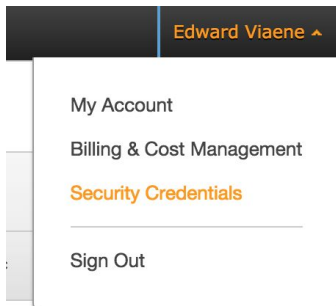 Edward Viaene
My Account
Billing & Cost Management
Security Credentials
Sign Out